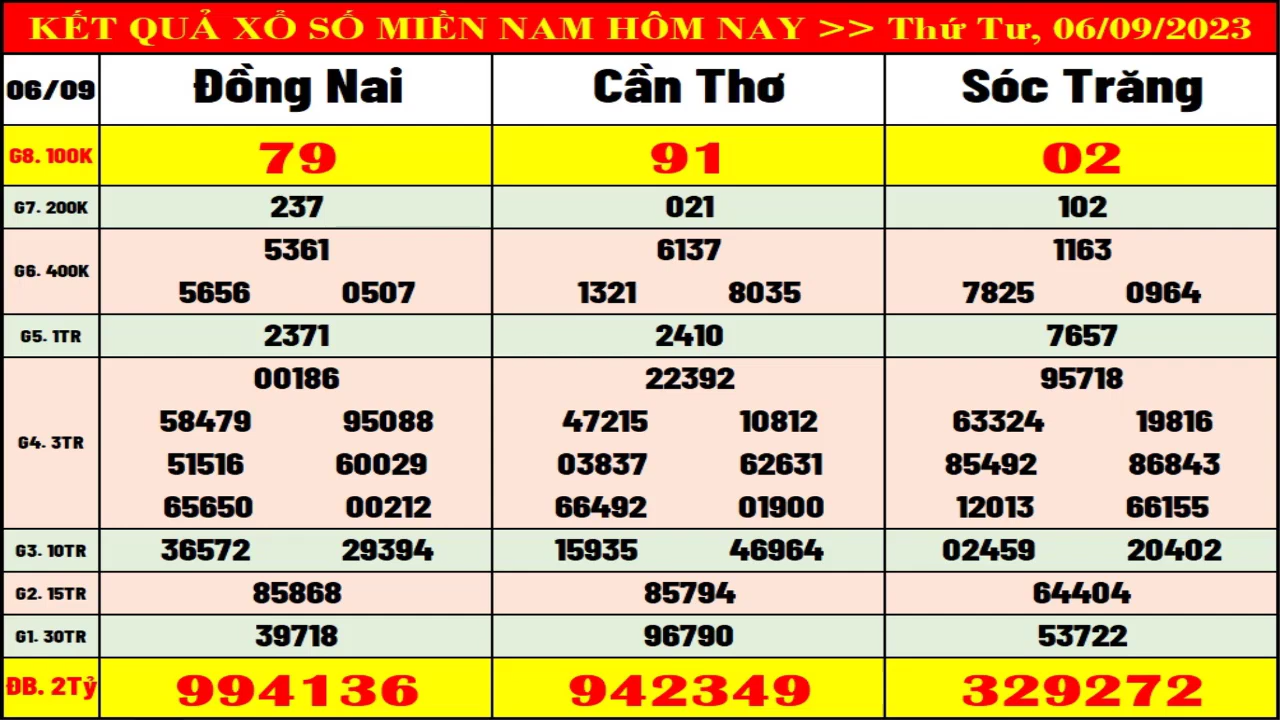 KẾT QUẢ XỔ SỐ MIỀN NAM HÔM NAY >> Thứ Tư, 06/09/2023
06/09 Đồng Nai Cần Thơ Sóc Trăng
G8. 100K 79 91 02
G7. 200K 237 021 102
5361 6137 1163
G6. 400K
5656 0507 1321 8035 7825 0964
G5. 1TR 2371 2410 7657
00186 22392 95718
58479 95088 47215 10812 63324 19816
G4. 3TR
51516 60029 03837 62631 85492 86843
65650 00212 66492 01900 12013 66155
G3. 10TR 36572 29394 15935 46964 02459 20402
G2. 15TR 85868 85794 64404
G1. 30TR 39718 96790 53722
ĐB. 2Tỷ 994136 942349 329272